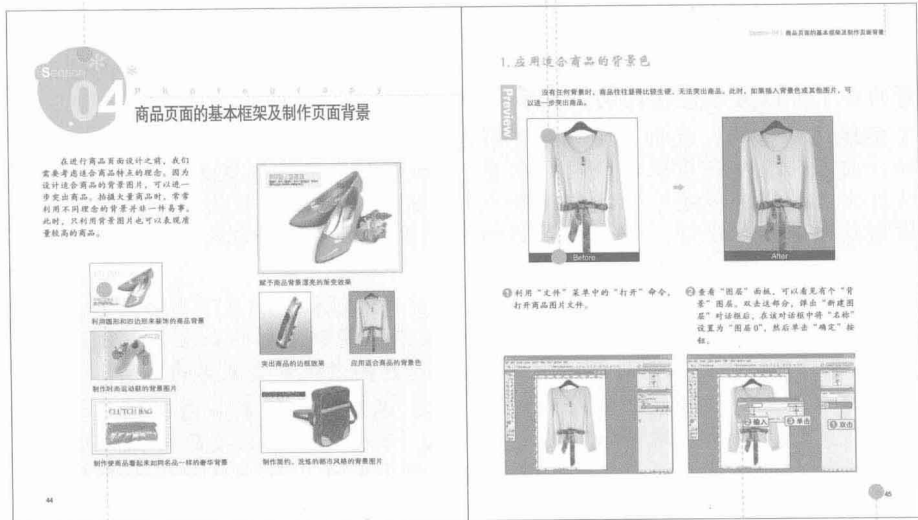 Section
04
Photography
商品页面的基本框架及制作页面背景
在进行商品页面设计之前，我们
需要考虑适合商品特点的理念。因为
设计适合商品的背景图片，可以进一
步突出商品。拍摄大量商品时，常常
利用不同理念的背景并非一件易事。
此时，只利用背景图片也可以表现质
量较高的商品。
利用圆形和四边形来装饰的商品背景
制作时尚运动鞋的背景图片
CLUTCH BAG
制作使商品看起来如同名品一样的奢华背景
赋予商品背景漂亮的渐变效果
突出商品的边框效果
应用适合商品的背景色
制作简约、洗练的都市风格的背景图片
44
Section 04 | 商品页面的基本框架及制作页面背景
1. 应用适合商品的背景色
Preview
没有任何背景时，商品往往显得比较生硬，无法突出商品。此时，如果插入背景色或其他图片，可
以进一步突出商品。
Before
After
① 利用“文件”菜单中的“打开”命令，
打开商品图片文件。
② 查看“图层”面板，可以看见有个“背
景”图层。双击这部分，弹出“新建图
层”对话框后，在该对话框中将“名称”
设置为“图层 0”，然后单击“确定”按
钮。
输入
单击
双击
45